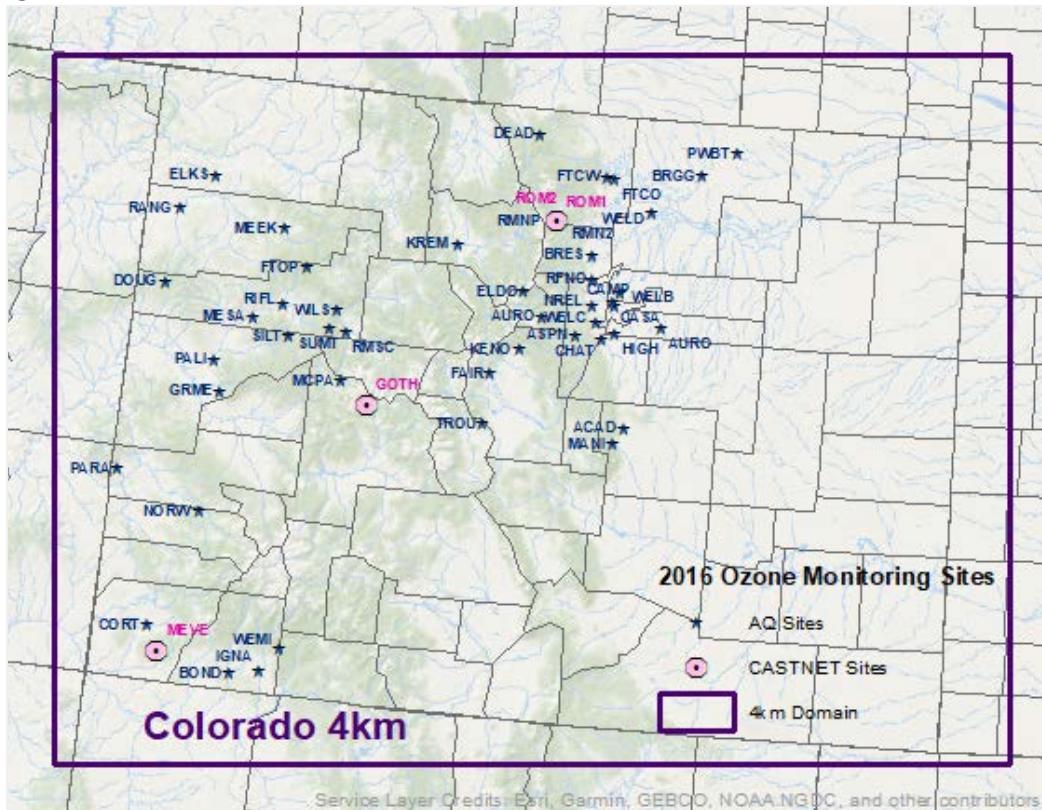 DEAD
PWBT
ELKS
FTCW
BRGG
FTCO
ROM2
ROM1
RANG
RMNP
WELD
RMN2
MEEK
KREM
BRES
FTOP
DOUG
RFNO
ELDO
CAMP
WELB
RIFL
WILS
NREL
MESA
AURO
WELC
CASA
SILT
SUMI
RMSC
ASPN
CHAT
HIGH
AURO
KENO
PALI
FAIR
MCPA
GOTH
GRME
TROU
ACAD
MANI
PARA
NORW
2016 Ozone Monitoring Sites
CORT
MEVE
AQ Sites
WEMI
IGNA
BOND
CASTNET Sites
4km Domain
Colorado 4km
Service Layer Credits: Esri, Garmin, GEBCO, NOAA NGDC, and other contributors